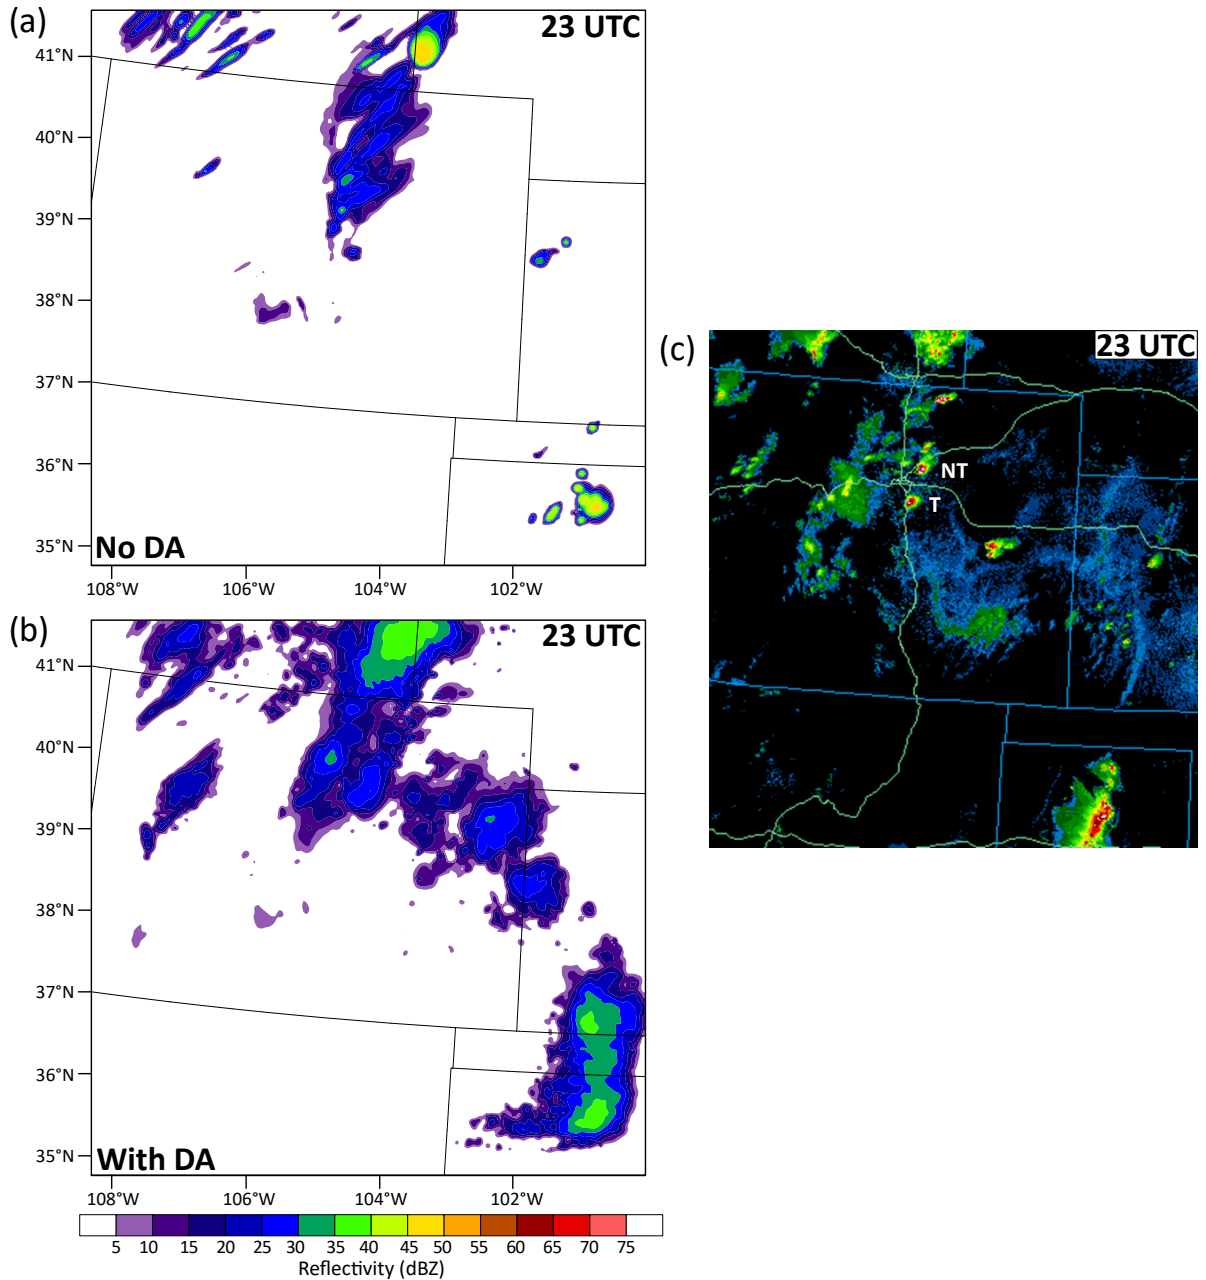 (a)
23 UTC
41°N
40°N
39°N
38°N
37°N
36°N
35°N
No DA
108°W 106°W 104°W 102°W
(b)
23 UTC
41°N
40°N
39°N
38°N
37°N
36°N
35°N
With DA
108°W 106°W 104°W 102°W
5 10 15 20 25 30 35 40 45 50 55 60 65 70 75
Reflectivity (dBZ)
(c)
23 UTC
NT
T